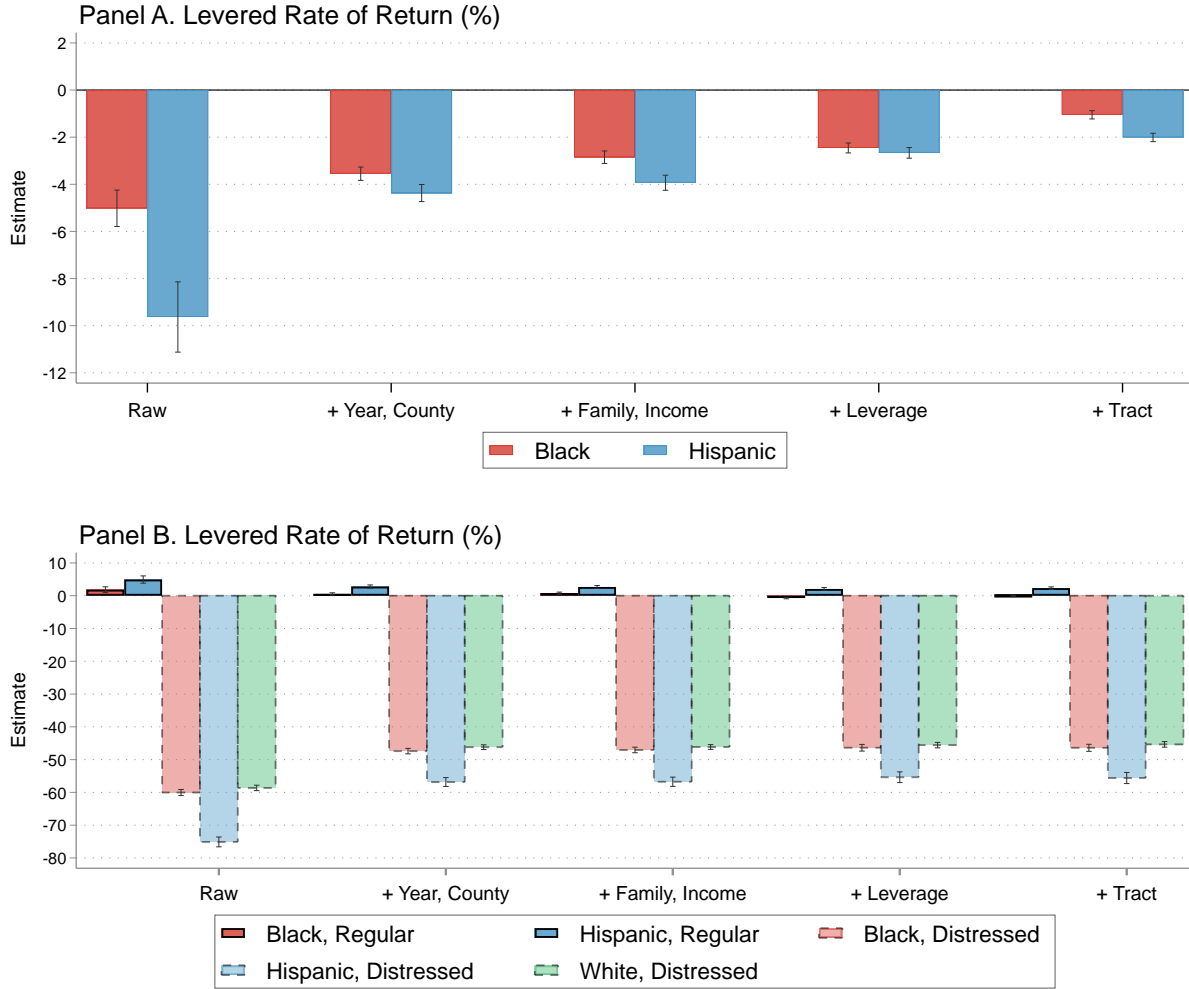 Panel A. Levered Rate of Return (%)
2
0
-2
-4
-6
-8
-10
-12
Estimate
Raw + Year, County + Family, Income + Leverage + Tract
Black Hispanic
Panel B. Levered Rate of Return (%)
10
0
-10
-20
-30
-40
-50
-60
-70
-80
Estimate
Raw + Year, County + Family, Income + Leverage + Tract
Black, Regular Hispanic, Regular Black, Distressed
Hispanic, Distressed White, Distressed